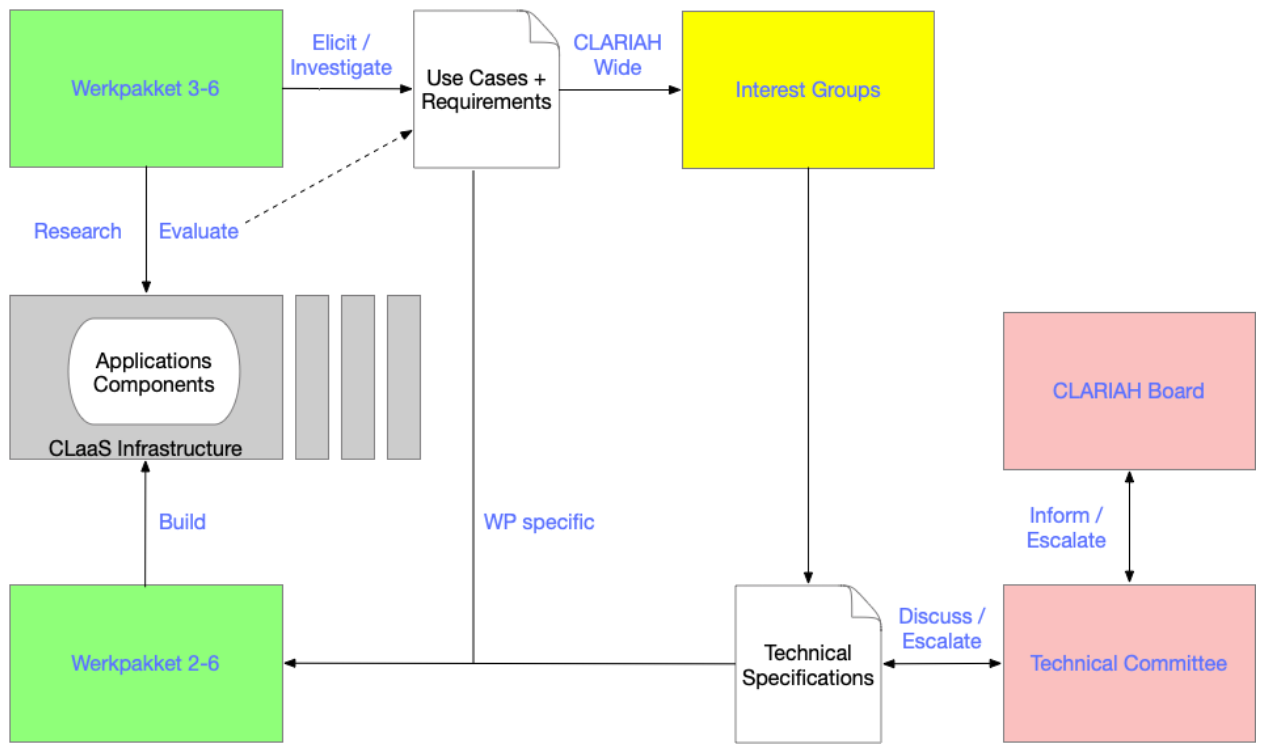 Werkpakket 3-6
Elicit /
Investigate
Use Cases +
Requirements
CLARIAH
Wide
Interest Groups
Research
Evaluate
Applications
Components
CLaaS Infrastructure
CLARIAH Board
Build
WP specific
Inform /
Escalate
Werkpakket 2-6
Technical
Specifications
Discuss /
Escalate
Technical Committee